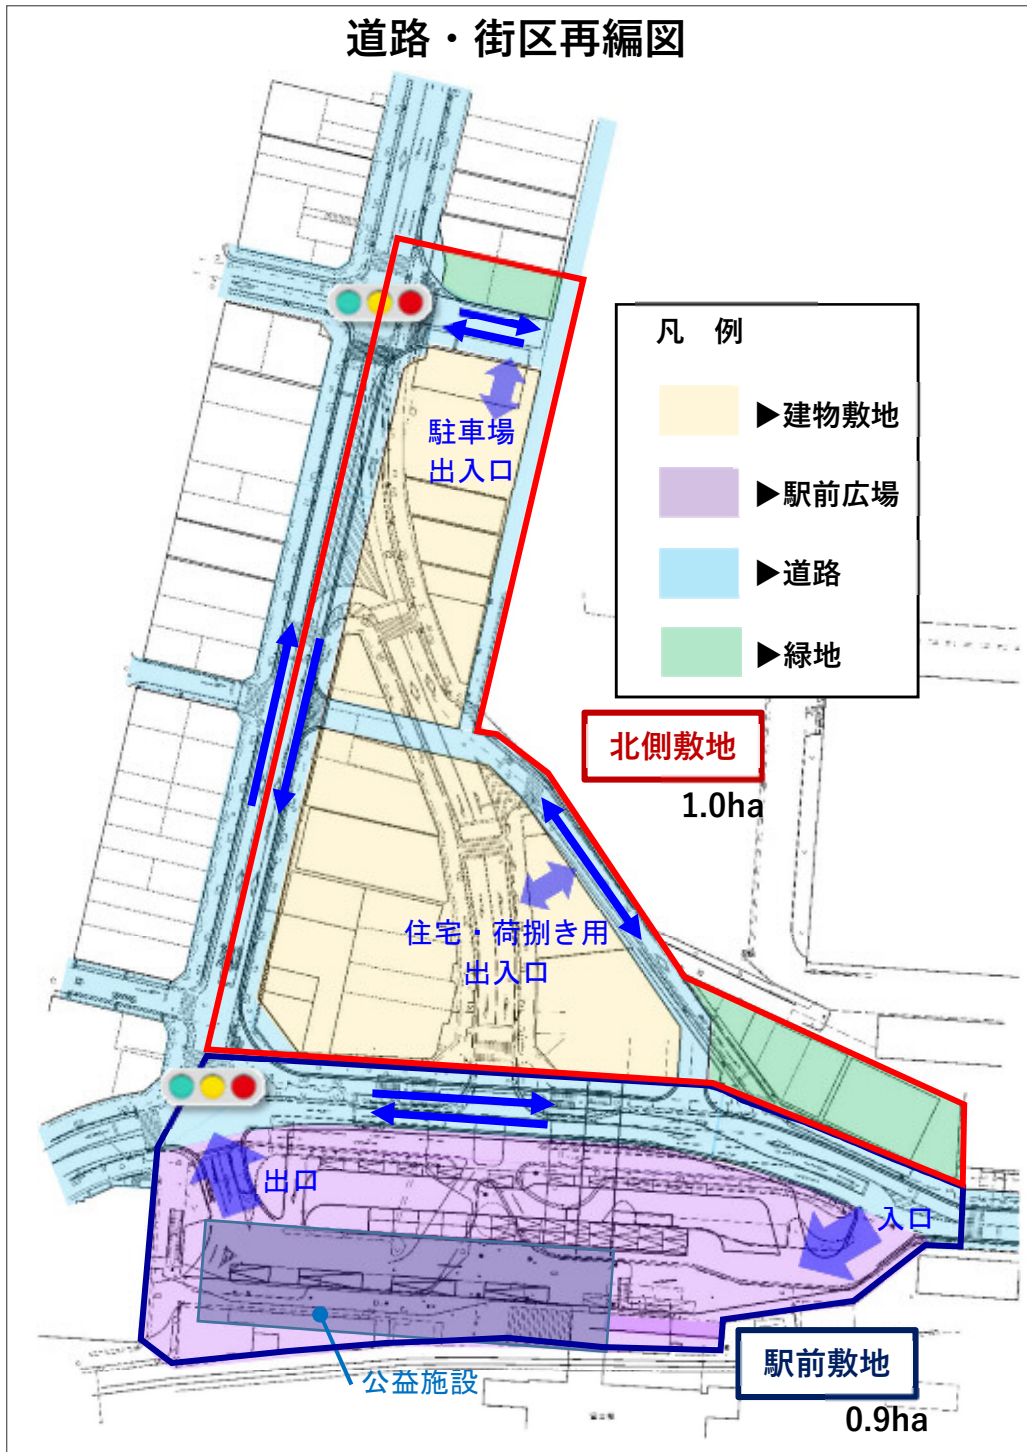 道路・街区再編図
凡 例
▶建物敷地
▶駅前広場
▶道路
▶緑地
駐車場
出入口
北側敷地
1.0ha
住宅・荷捌き用
出入口
出口
入口
公益施設
駅前敷地
0.9ha